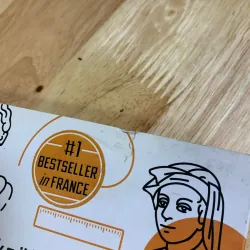 #1
BESTSELLER
in FRANCE